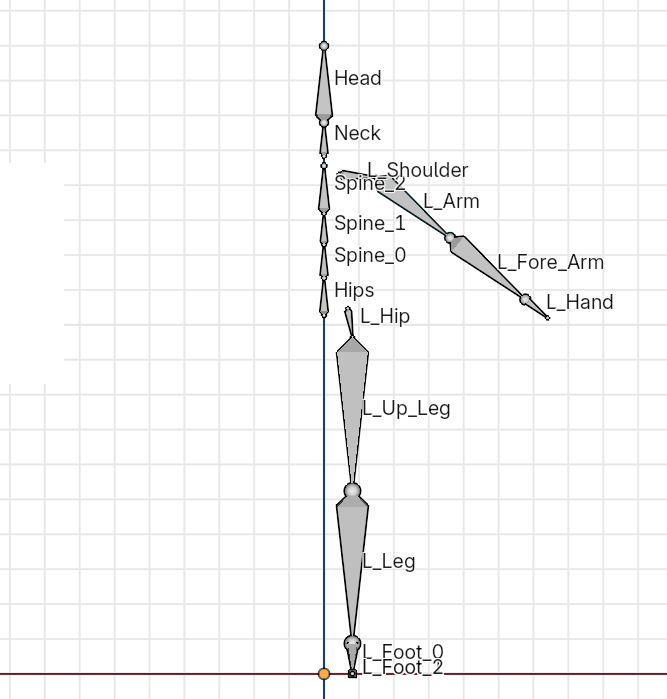 Head
Neck
L_Shoulder
Spine_2
L_Arm
Spine_1
Spine_0
L_Fore_Arm
Hips
L_Hand
L_Hip
L_Up_Leg
L_Leg
L_Foot_0
L_Foot_2